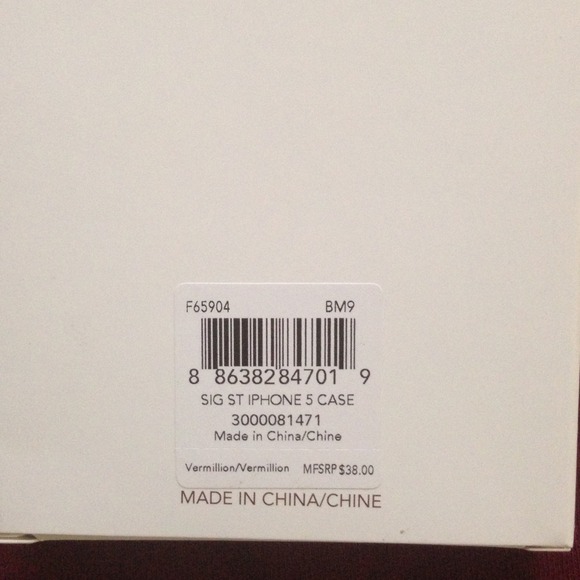 F65904 BM9
8 8638284701 9
SIG ST IPHONE 5 CASE
3000081471
Made in China/Chine
Vermillion/Vermillion MFSRP $38.00
MADE IN CHINA/CHINE